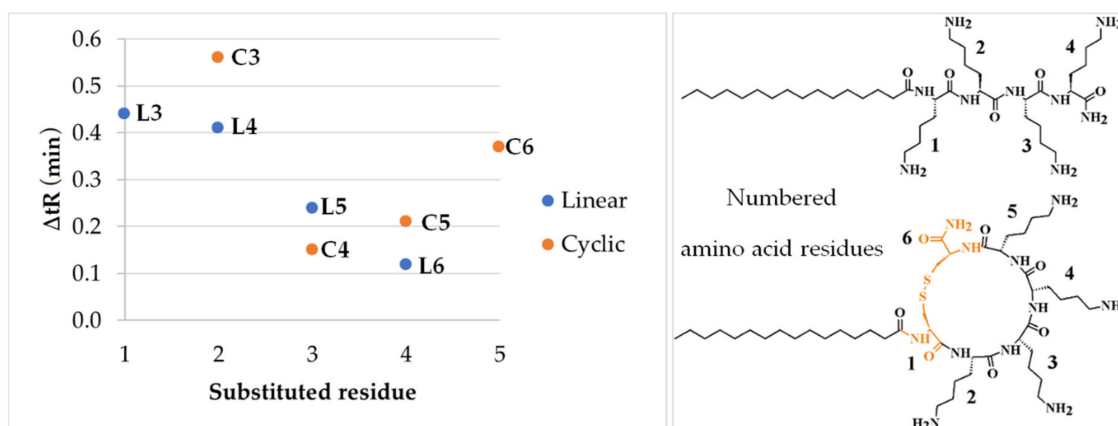 0.6
0.5
0.4
0.3
0.2
0.1
0.0
ΔtR (min)
1 2 3 4 5
Substituted residue
L3
C3
L4
L5
C4
C5
L6
C6
Linear
Cyclic
NH2
NH2
2
4
O
O
O
NH
NH
NH
NH
O
O
NH2
1
3
NH2
NH2
Numbered
amino acid residues
NH2
5
NH2
O
6
NH
O
NH
O
4
S
S
NH
NH
O
O
NH
1
O
NH
NH
O
3
2
H2N
NH2